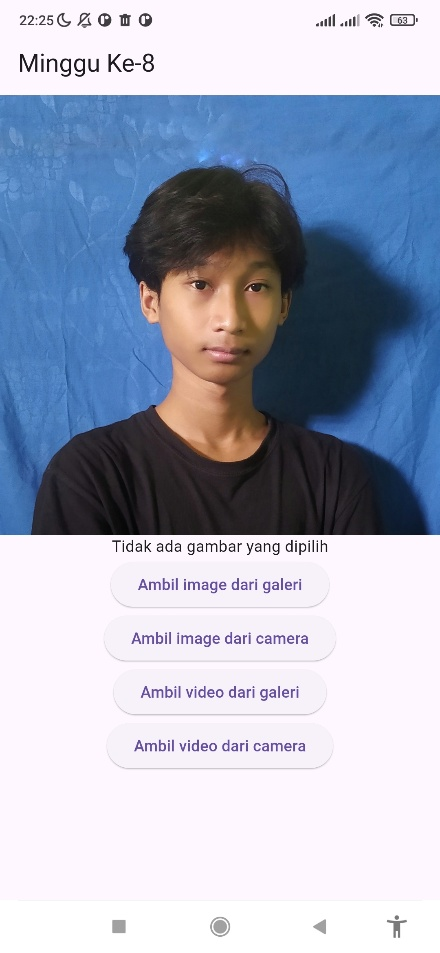 22:25
63
Minggu Ke-8
Tidak ada gambar yang dipilih
Ambil image dari galeri
Ambil image dari camera
Ambil video dari galeri
Ambil video dari camera